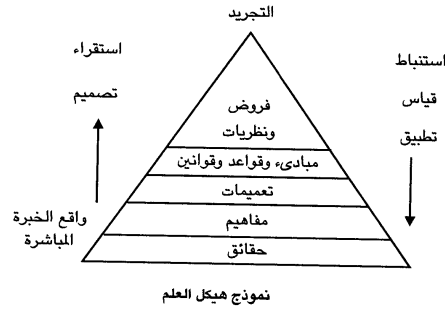 التجريد
استقراء
تصميم
استنباط
قياس
تطبيق
فروض
ونظريات
مبادىء وقواعد وقوانين
تعميمات
مفاهيم
حقائق
واقع الخبرة
المباشرة
نموذج هيكل العلم